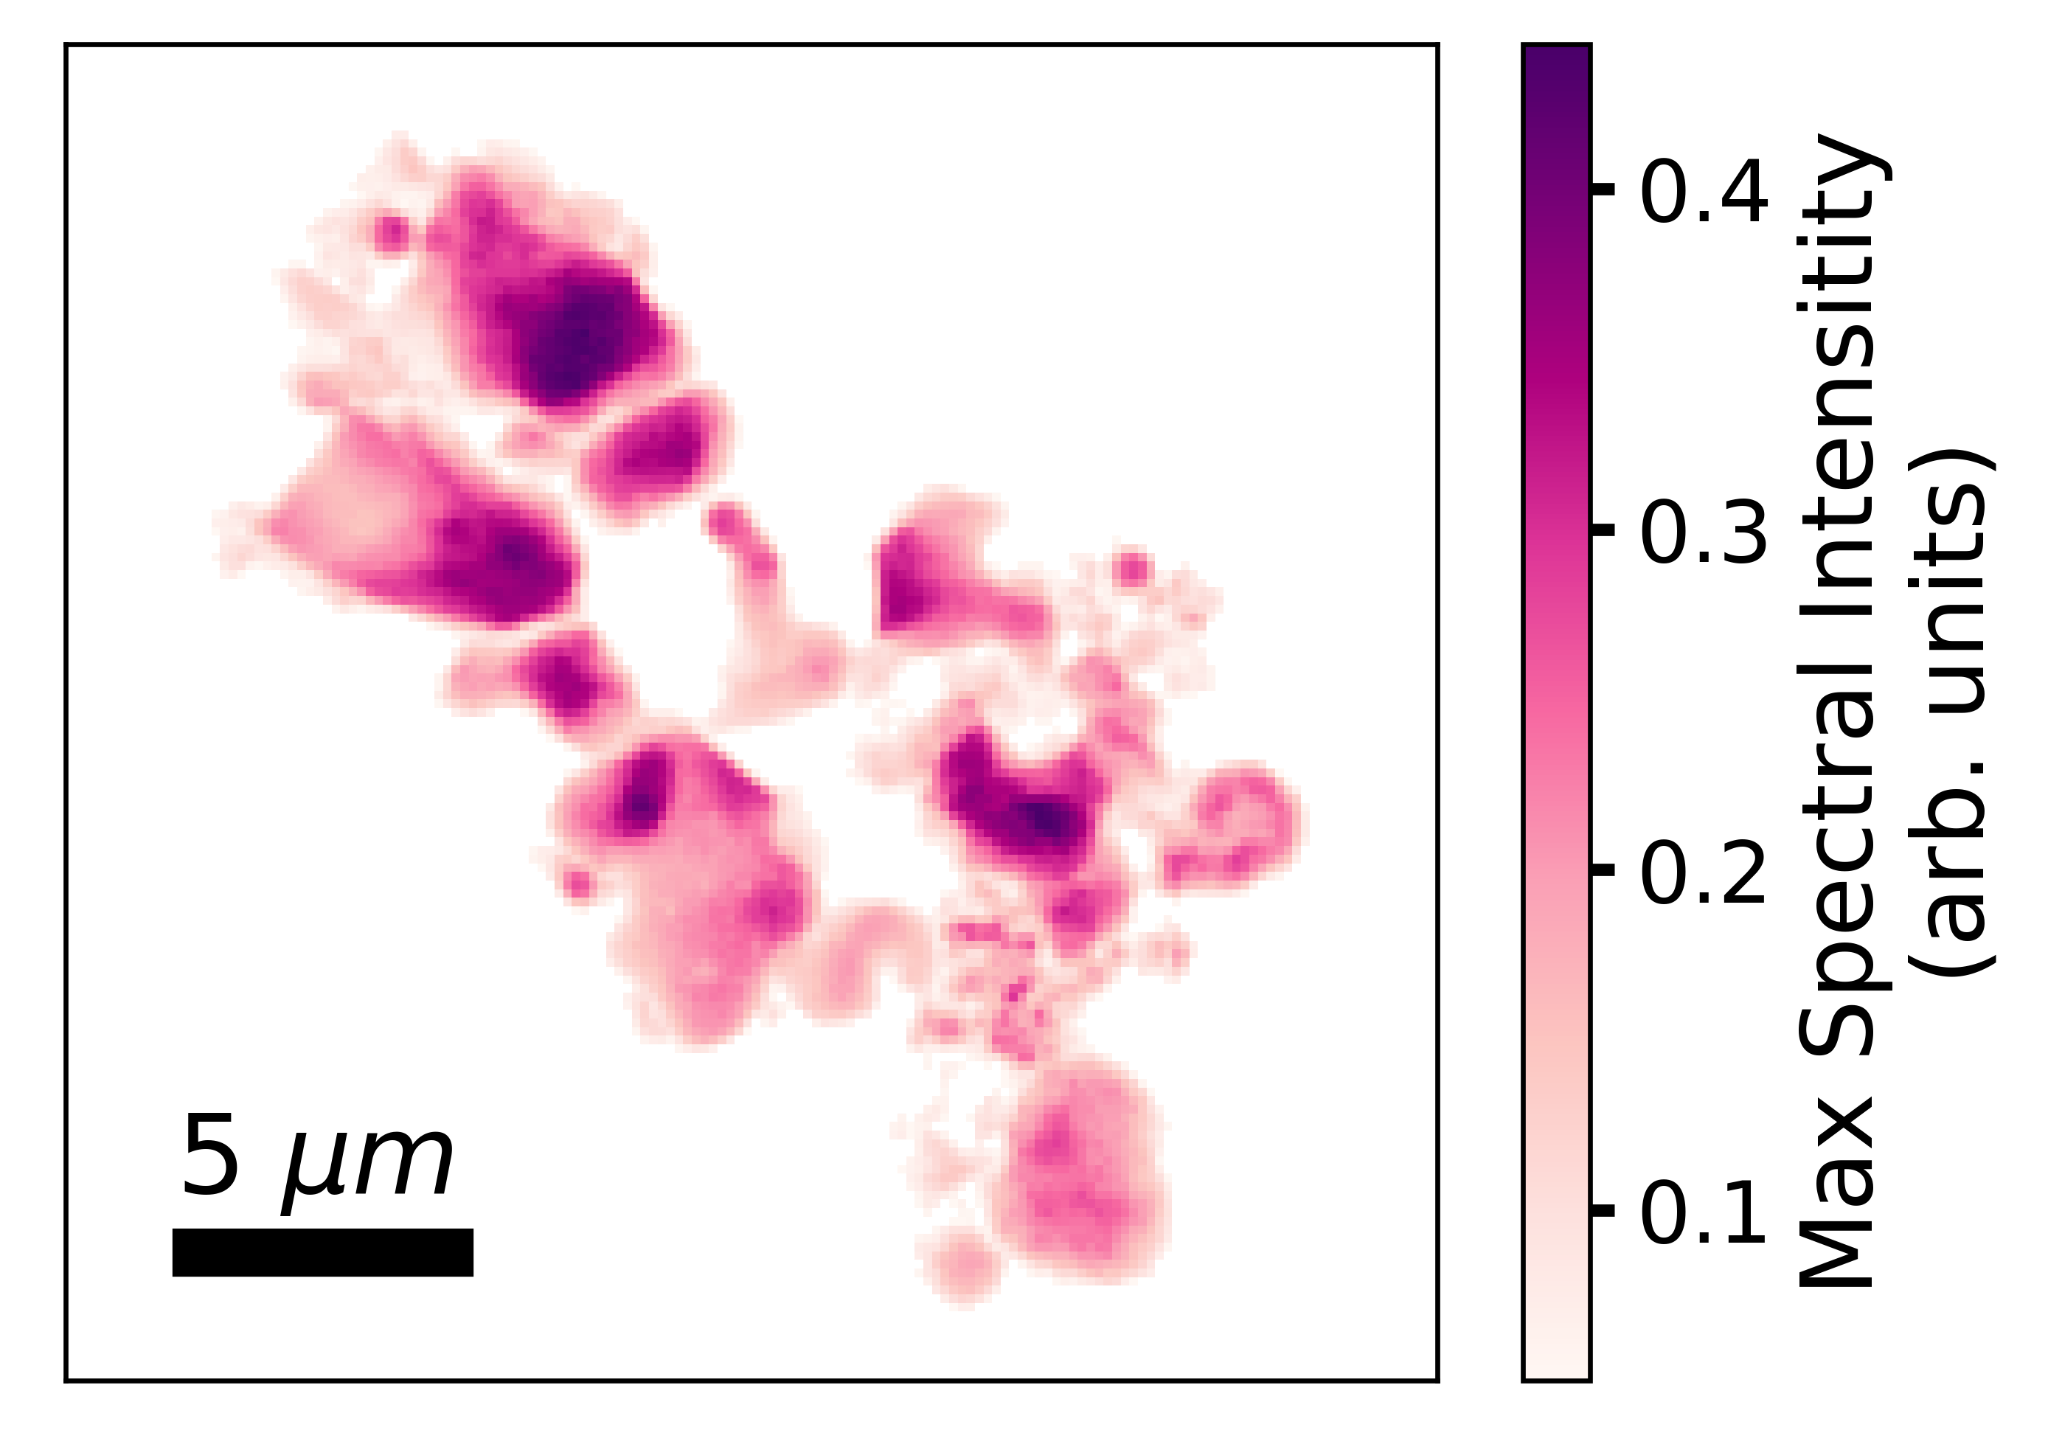 5 μm
0.4
0.3
0.2
0.1
Max Spectral Intensitity
(arb. units)